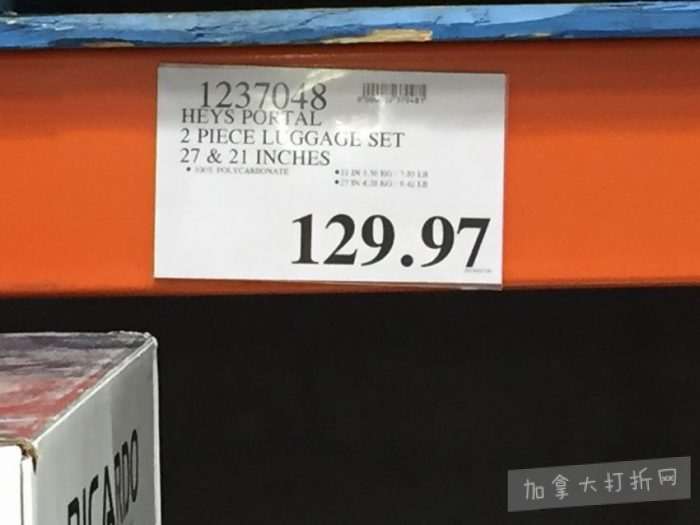 1237048
HEYS PORTAL
2 PIECE LUGGAGE SET
27 & 21 INCHES
• 100% POLYCARBONATE
129.97
RICARDO
加拿大打折网